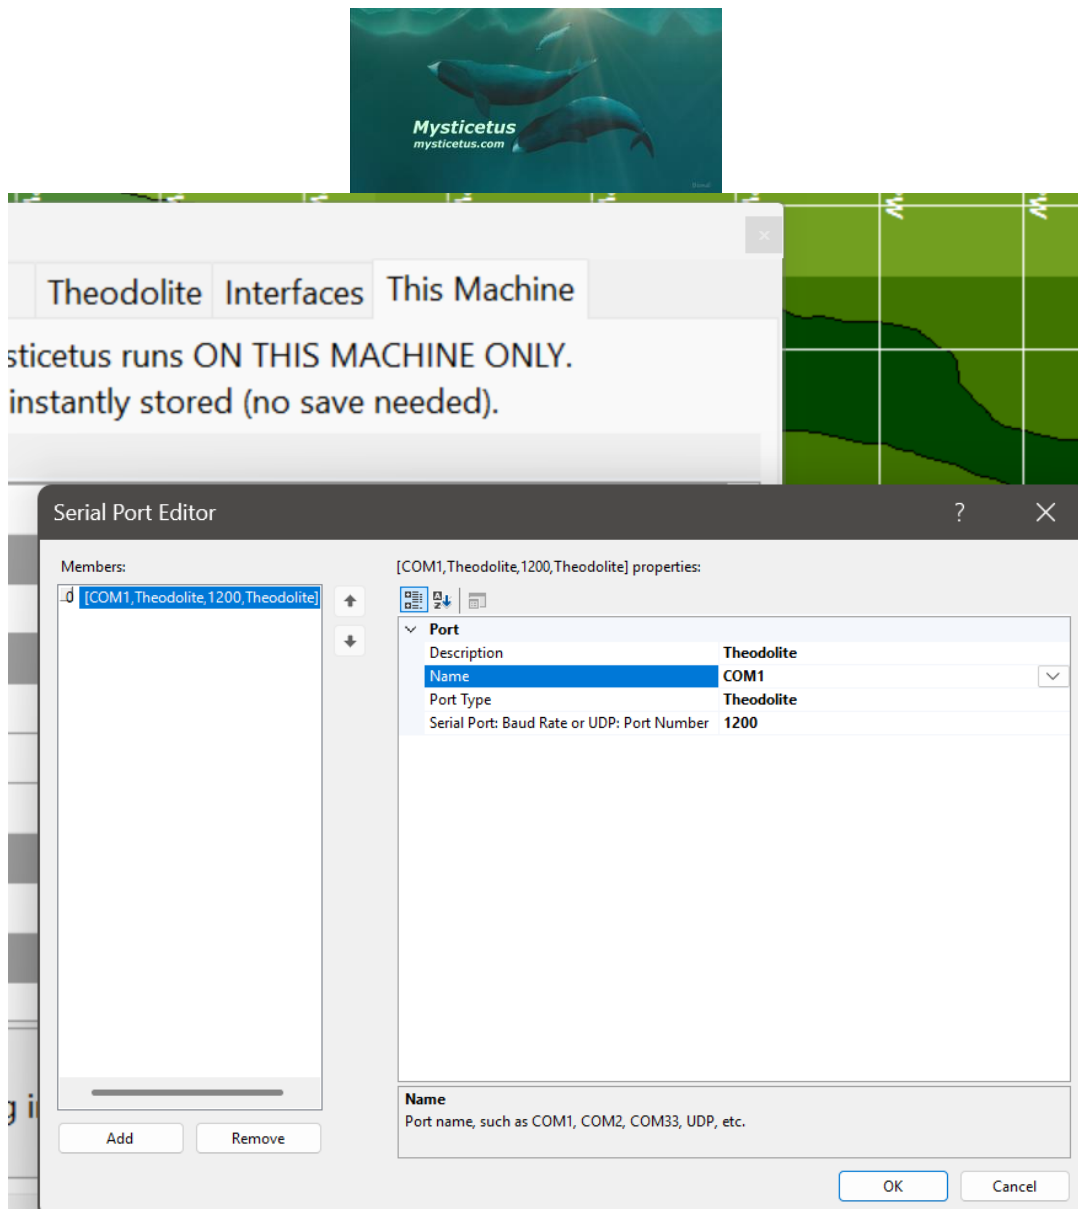 Mysticetus
mysticetus.com
W
W
Theodolite
Interfaces
This Machine
sticetus runs ON THIS MACHINE ONLY.
instantly stored (no save needed).
Serial Port Editor
?
Members:
[COM1,Theodolite,1200,Theodolite] properties:
0 [COM1,Theodolite,1200,Theodolite]
Port
Description Theodolite
Name COM1
Port Type Theodolite
Serial Port: Baud Rate or UDP: Port Number 1200
g i
Name
Port name, such as COM1, COM2, COM33, UDP, etc.
Add
Remove
OK
Cancel